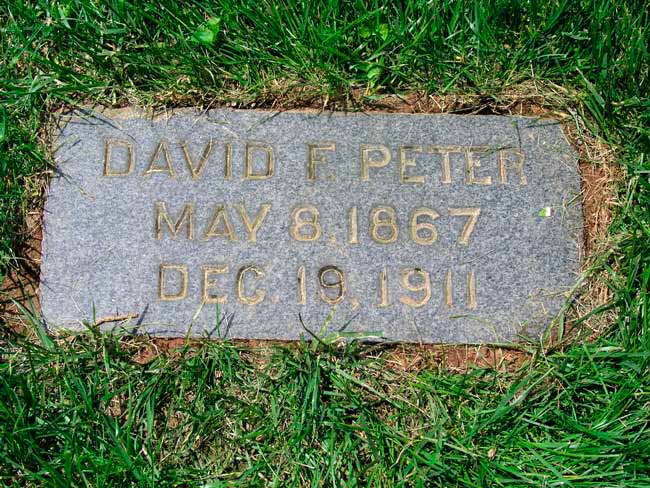 DAVID F. PETER
MAY 8, 1867
DEC. 19, 1911